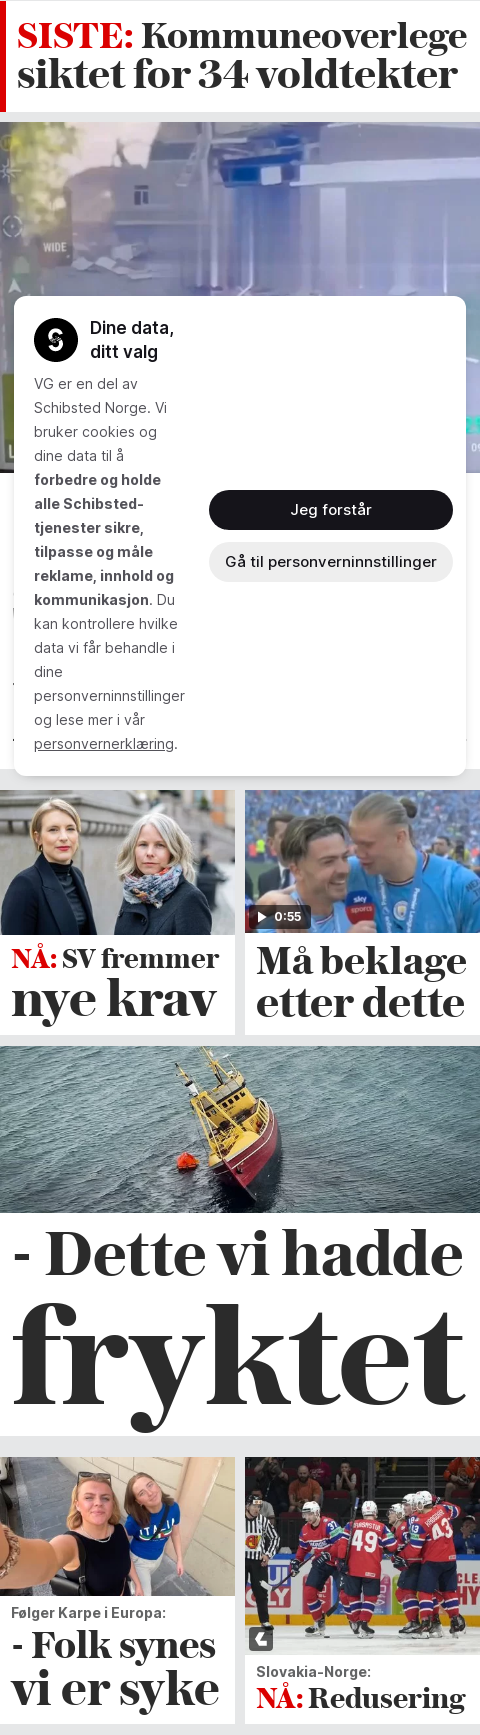 SISTE: Kommuneoverlege
siktet for 34 voldtekter
WIDE
Dine data,
ditt valg
VG er en del av
Schibsted Norge. Vi
bruker cookies og
dine data til å
forbedre og holde
alle Schibsted-
tjenester sikre,
tilpasse og måle
reklame, innhold og
kommunikasjon. Du
kan kontrollere hvilke
data vi får behandle i
dine
personverninnstillinger
og lese mer i vår
personvernerklæring.
Jeg forstår
Gå til personverninnstillinger
sky
sports
0:55
NÅ: SV fremmer
nye krav
Må beklage
etter dette
- Dette vi hadde
fryktet
49
43
Følger Karpe i Europa:
- Folk synes
vi er syke
Slovakia-Norge:
NÅ: Redusering